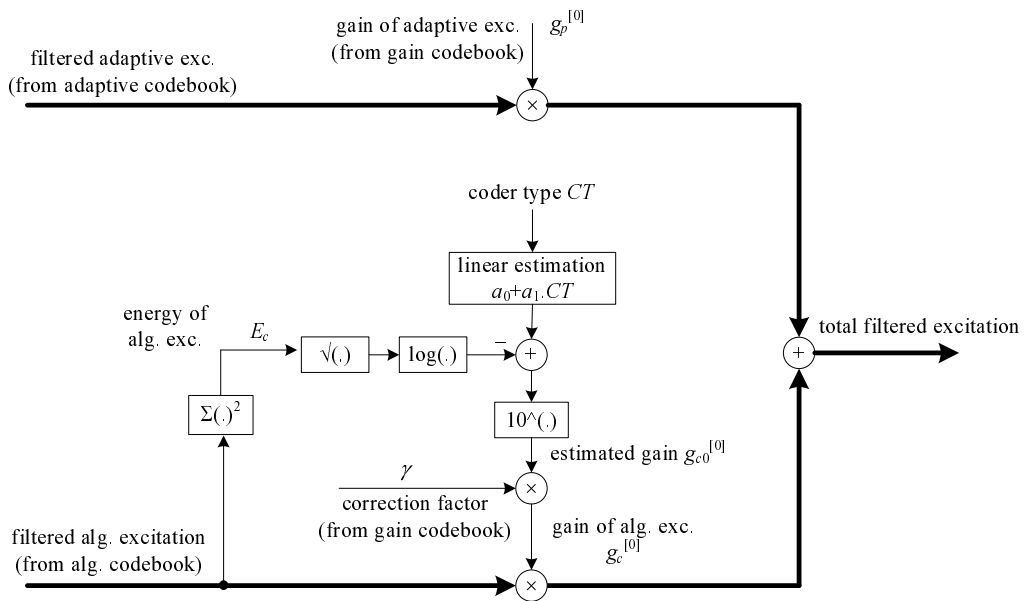 gain of adaptive exc.
(from gain codebook)
g_p^[0]
filtered adaptive exc.
(from adaptive codebook)
×
coder type CT
linear estimation
a_0+a_1.CT
energy of
alg. exc.
E_c
√(.)
log(.)
−
+
+
total filtered excitation
Σ(.)^2
10^(.)
estimated gain g_c0^[0]
γ
×
correction factor
(from gain codebook)
gain of alg. exc.
g_c^[0]
filtered alg. excitation
(from alg. codebook)
×